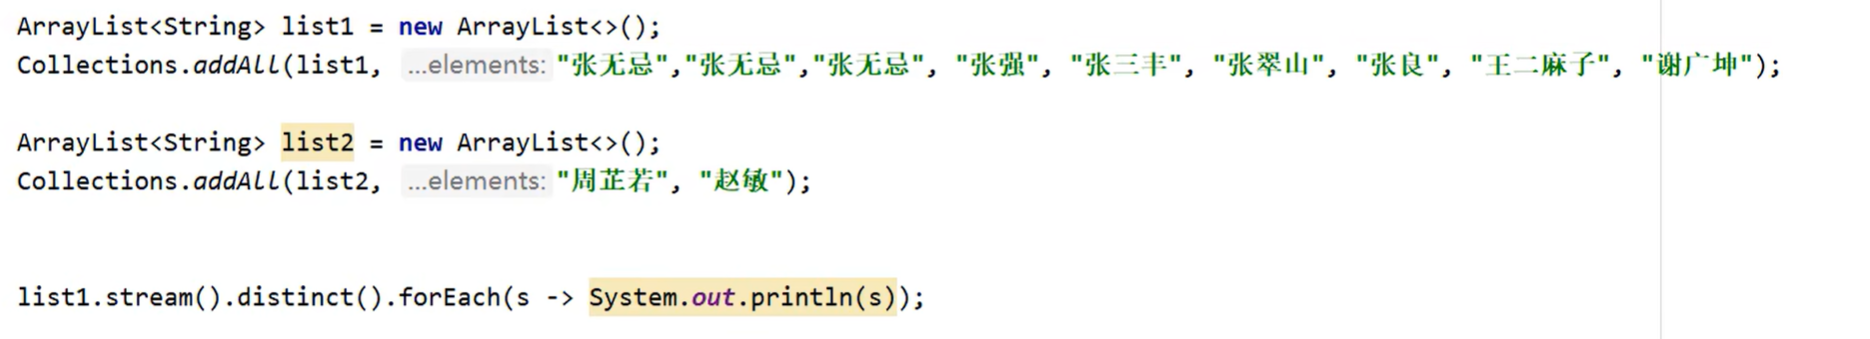 ArrayList<String> list1 = new ArrayList<>();
Collections.addAll(list1, ...elements: "张无忌","张无忌","张无忌", "张强", "张三丰", "张翠山", "张良", "王二麻子", "谢广坤");
ArrayList<String> list2 = new ArrayList<>();
Collections.addAll(list2, ...elements: "周芷若", "赵敏");
list1.stream().distinct().forEach(s -> System.out.println(s));